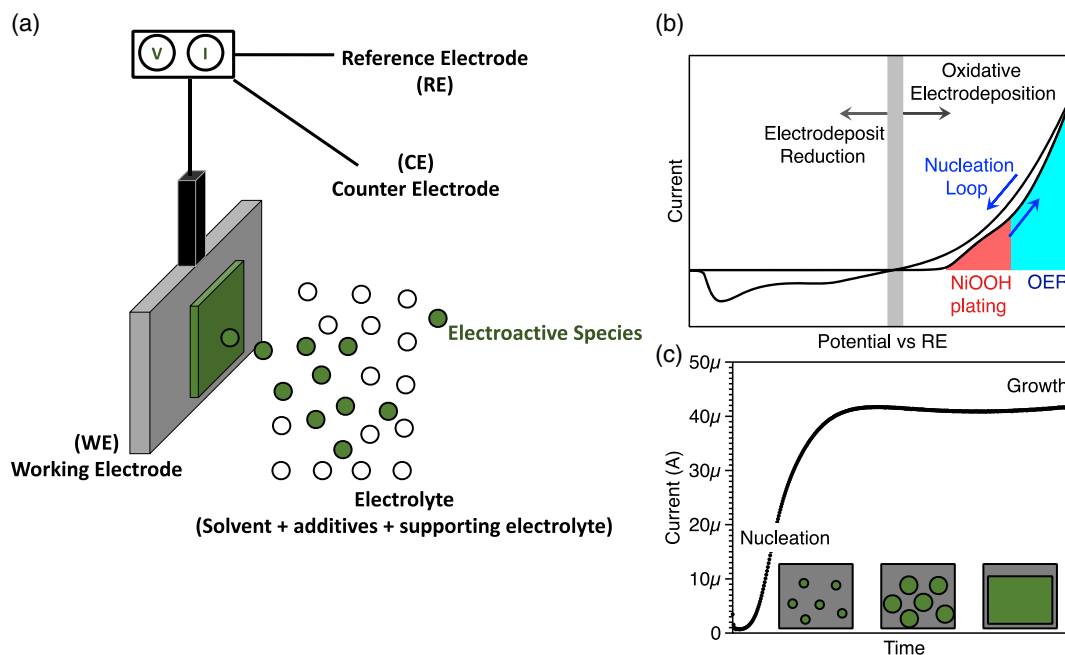 (a)
V I
Reference Electrode
(RE)
(CE)
Counter Electrode
Electroactive Species
(WE)
Working Electrode
Electrolyte
(Solvent + additives + supporting electrolyte)
(b)
Oxidative
Electrodeposition
Electrodeposit
Reduction
Nucleation
Loop
Current
NiOOH
plating
OER
Potential vs RE
(c)
50µ
40µ
30µ
20µ
10µ
0
Current (A)
Growth
Nucleation
Time